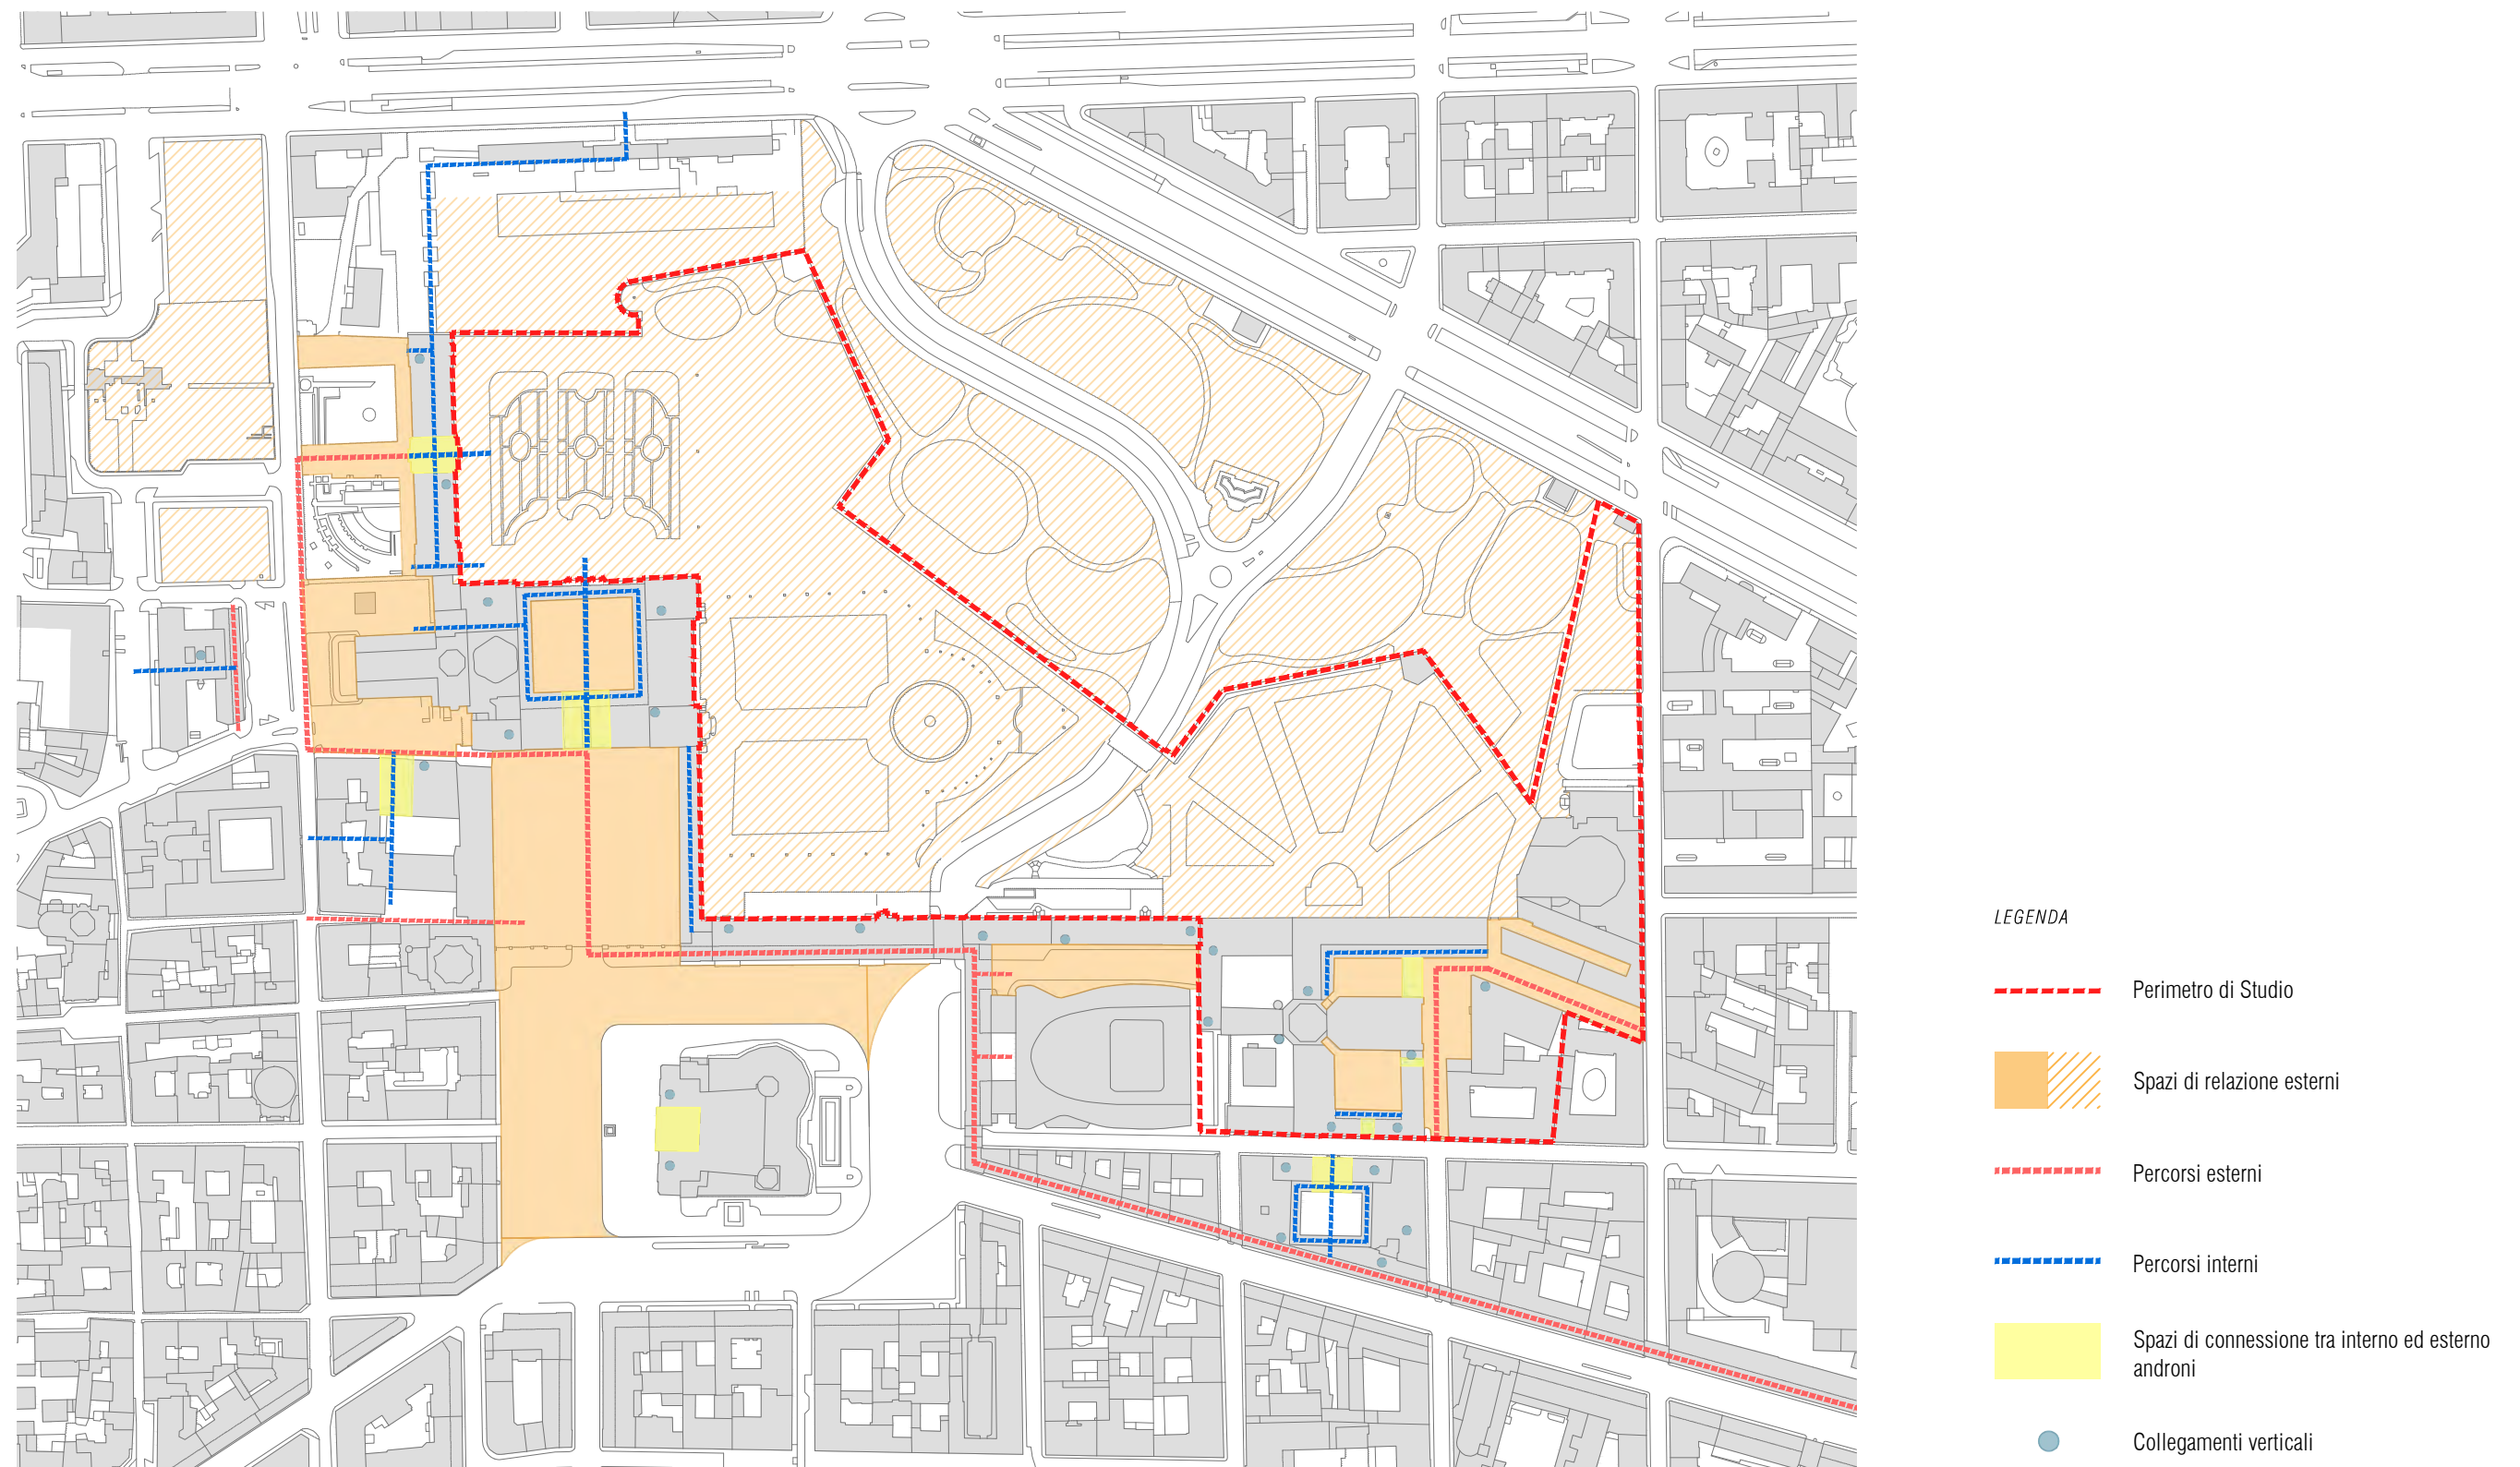 LEGENDA
Perimetro di Studio
Spazi di relazione esterni
Percorsi esterni
Percorsi interni
Spazi di connessione tra interno ed esterno
androni
Collegamenti verticali